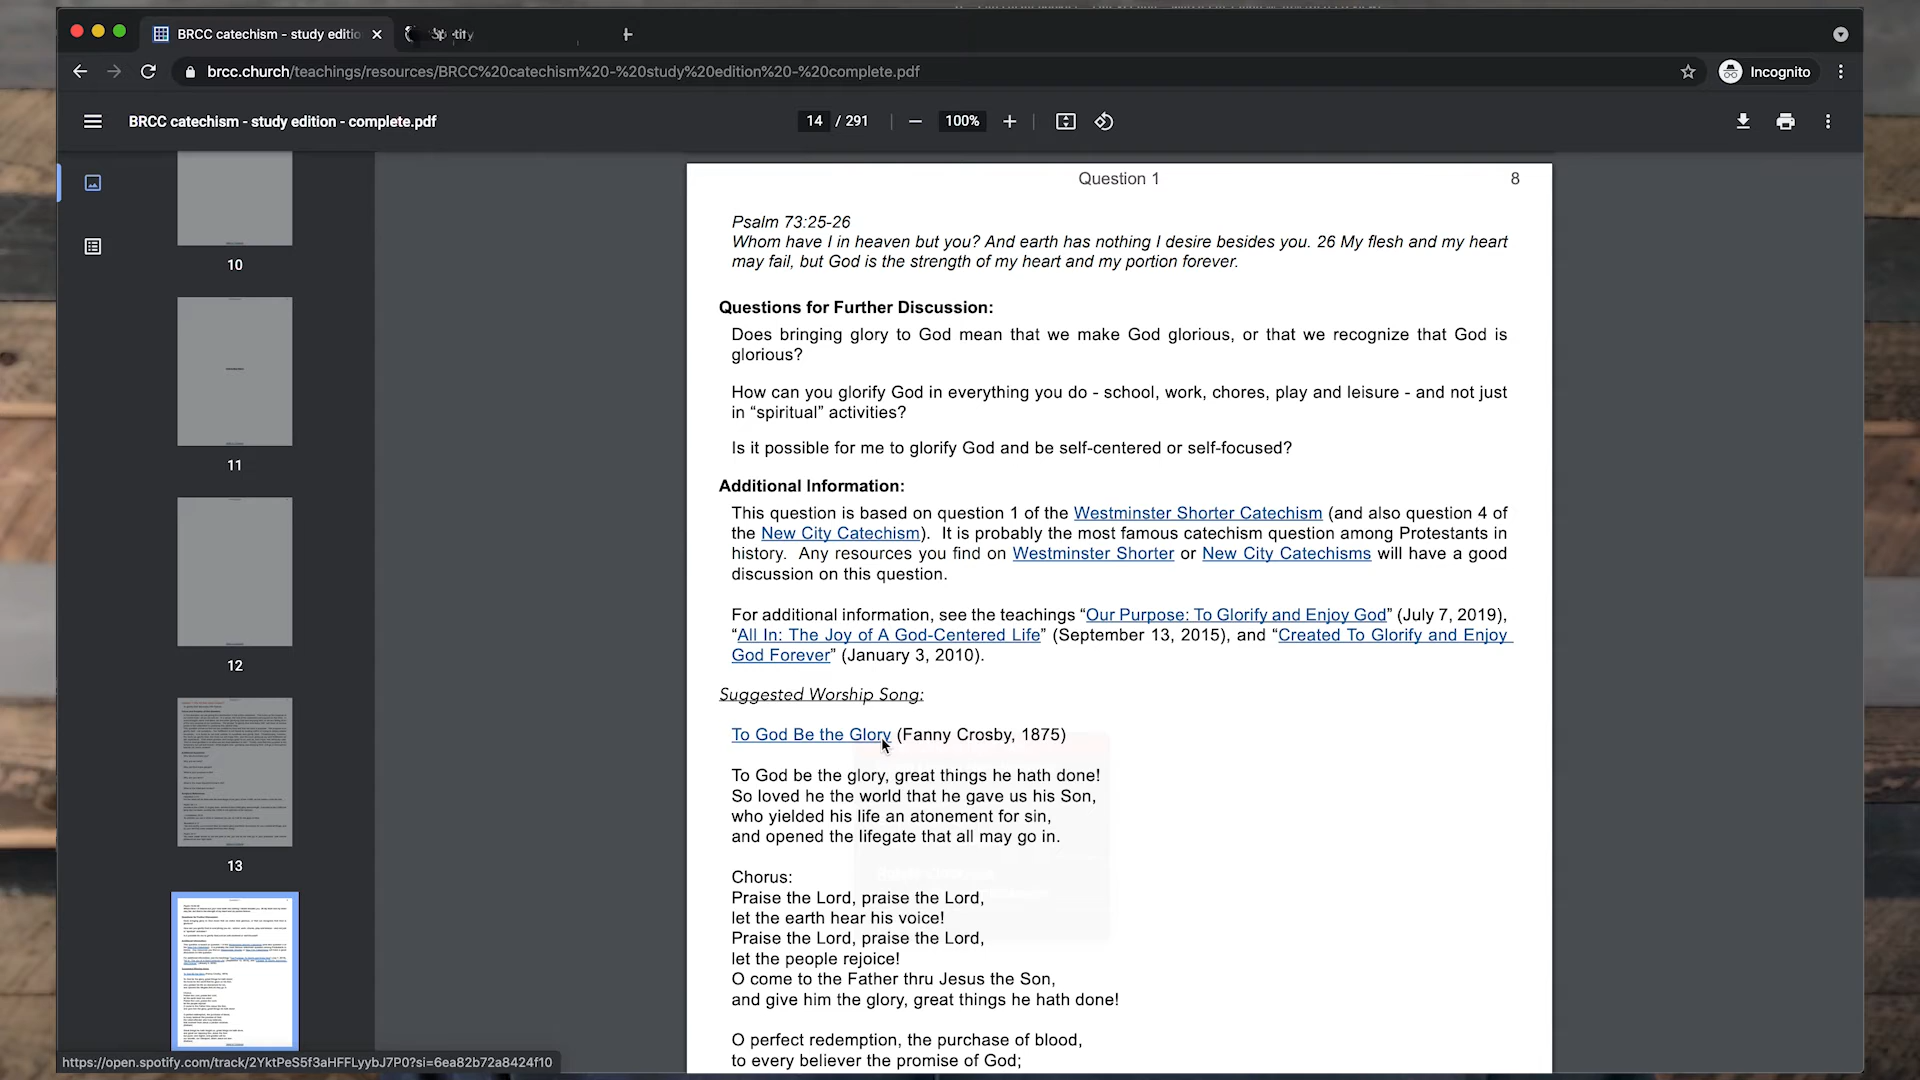 BRCC catechism - study editio
brcc.church/teachings/resources/BRCC%20catechism%20-%20study%20edition%20-%20complete.pdf
Incognito
BRCC catechism - study edition - complete.pdf
14 / 291
100%
10
11
12
13
Question 1
8
Psalm 73:25-26
Whom have I in heaven but you? And earth has nothing I desire besides you. 26 My flesh and my heart
may fail, but God is the strength of my heart and my portion forever.
Questions for Further Discussion:
Does bringing glory to God mean that we make God glorious, or that we recognize that God is
glorious?
How can you glorify God in everything you do - school, work, chores, play and leisure - and not just
in “spiritual” activities?
Is it possible for me to glorify God and be self-centered or self-focused?
Additional Information:
This question is based on question 1 of the Westminster Shorter Catechism (and also question 4 of
the New City Catechism). It is probably the most famous catechism question among Protestants in
history. Any resources you find on Westminster Shorter or New City Catechisms will have a good
discussion on this question.
For additional information, see the teachings “Our Purpose: To Glorify and Enjoy God” (July 7, 2019),
“All In: The Joy of A God-Centered Life” (September 13, 2015), and “Created To Glorify and Enjoy
God Forever” (January 3, 2010).
Suggested Worship Song:
To God Be the Glory (Fanny Crosby, 1875)
To God be the glory, great things he hath done!
So loved he the world that he gave us his Son,
who yielded his life an atonement for sin,
and opened the lifegate that all may go in.
Chorus:
Praise the Lord, praise the Lord,
let the earth hear his voice!
Praise the Lord, praise the Lord,
let the people rejoice!
O come to the Father thru Jesus the Son,
and give him the glory, great things he hath done!
O perfect redemption, the purchase of blood,
to every believer the promise of God;
https://open.spotify.com/track/2YktPeS5f3aHFFLyybJ7P0?si=6ea82b72a8424f10